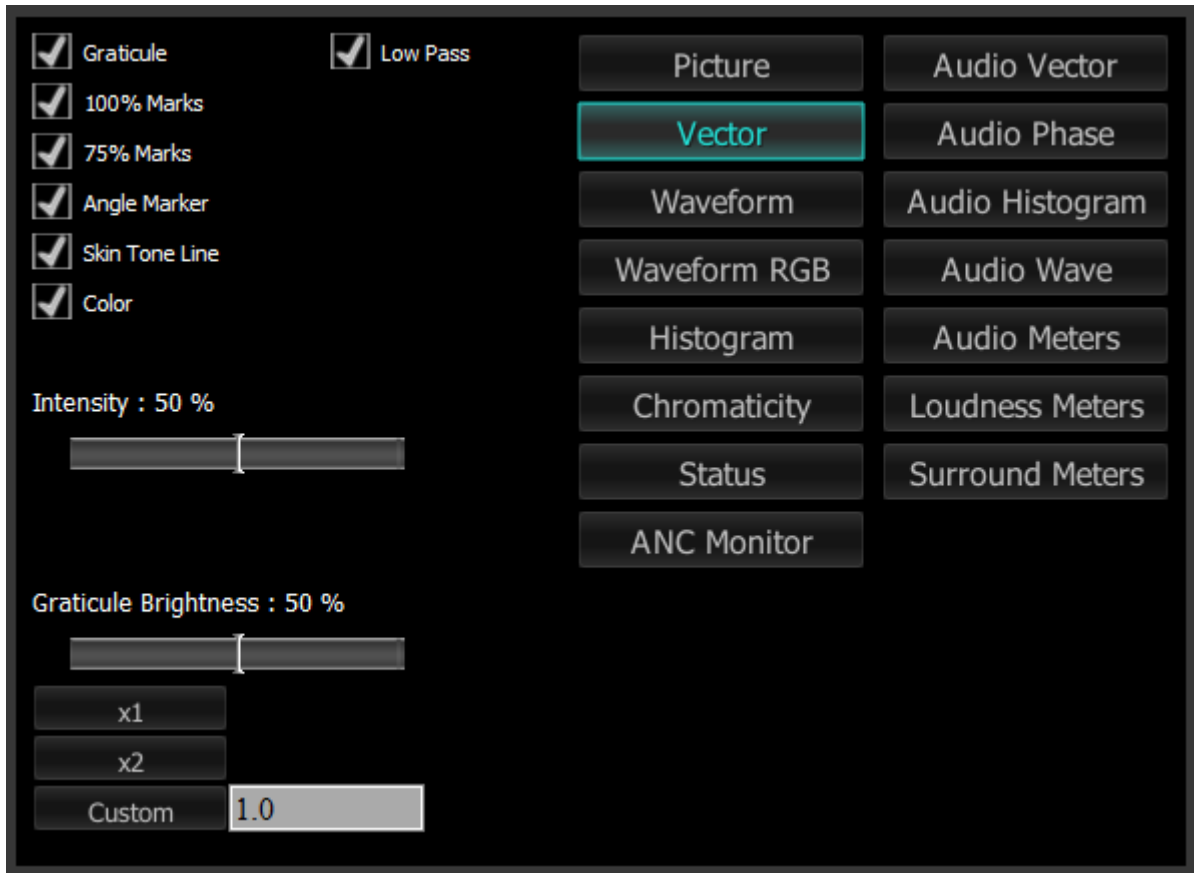 Graticule
Low Pass
100% Marks
75% Marks
Angle Marker
Skin Tone Line
Color
Intensity : 50 %
Graticule Brightness : 50 %
x1
x2
Custom
1.0
Picture
Vector
Waveform
Waveform RGB
Histogram
Chromaticity
Status
ANC Monitor
Audio Vector
Audio Phase
Audio Histogram
Audio Wave
Audio Meters
Loudness Meters
Surround Meters